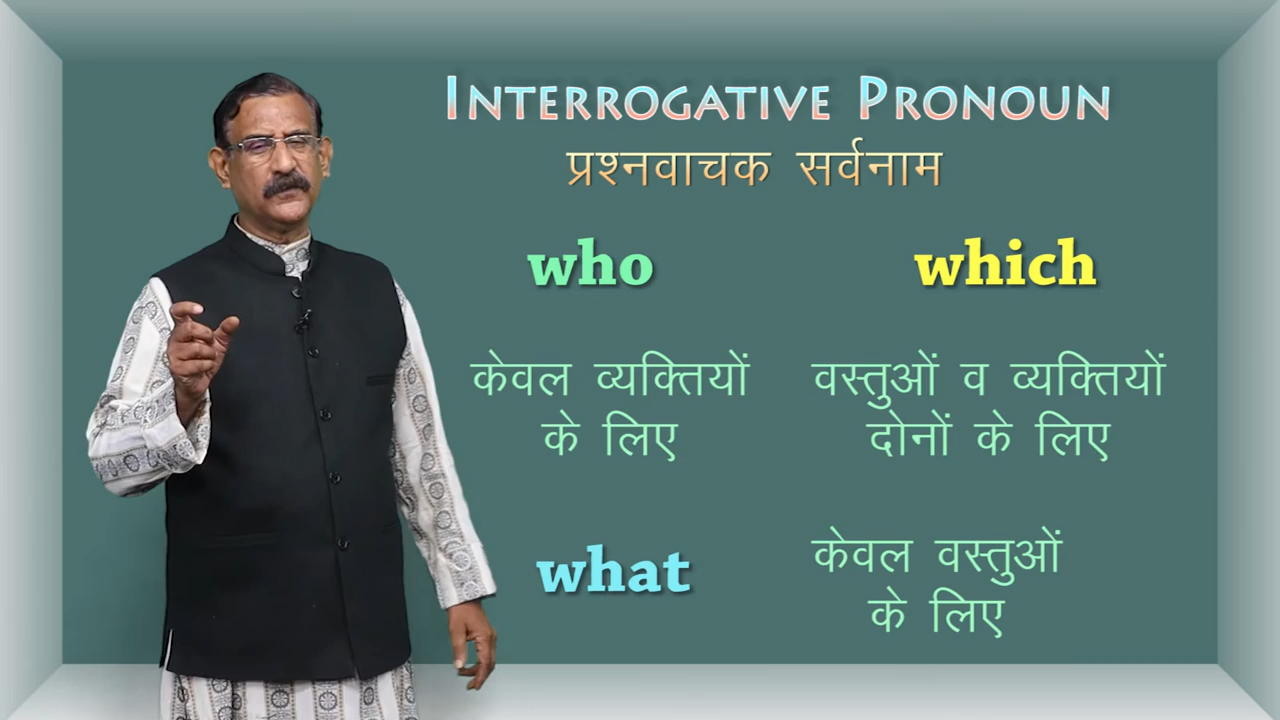 INTERROGATIVE PRONOUN
प्रश्नवाचक सर्वनाम
who
which
केवल व्यक्तियों
के लिए
वस्तुओं व व्यक्तियों
दोनों के लिए
what
केवल वस्तुओं
के लिए